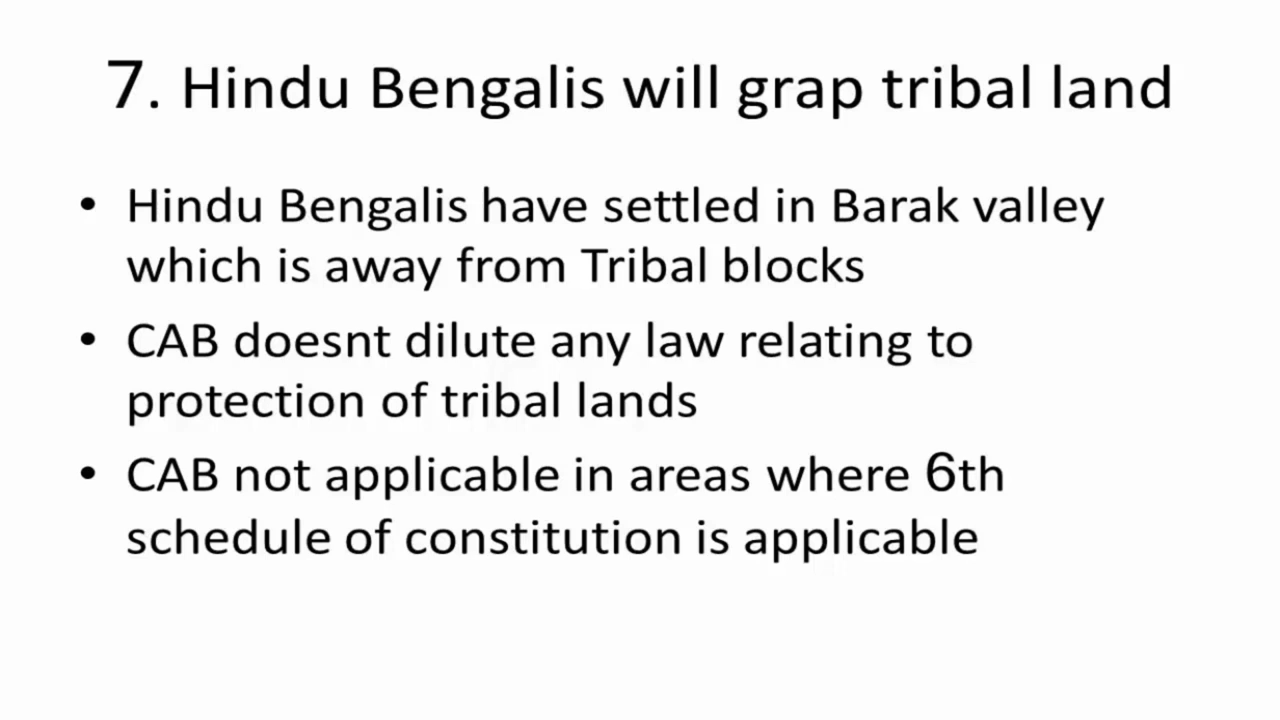 7. Hindu Bengalis will grap tribal land
• Hindu Bengalis have settled in Barak valley
which is away from Tribal blocks
• CAB doesnt dilute any law relating to
protection of tribal lands
• CAB not applicable in areas where 6th
schedule of constitution is applicable